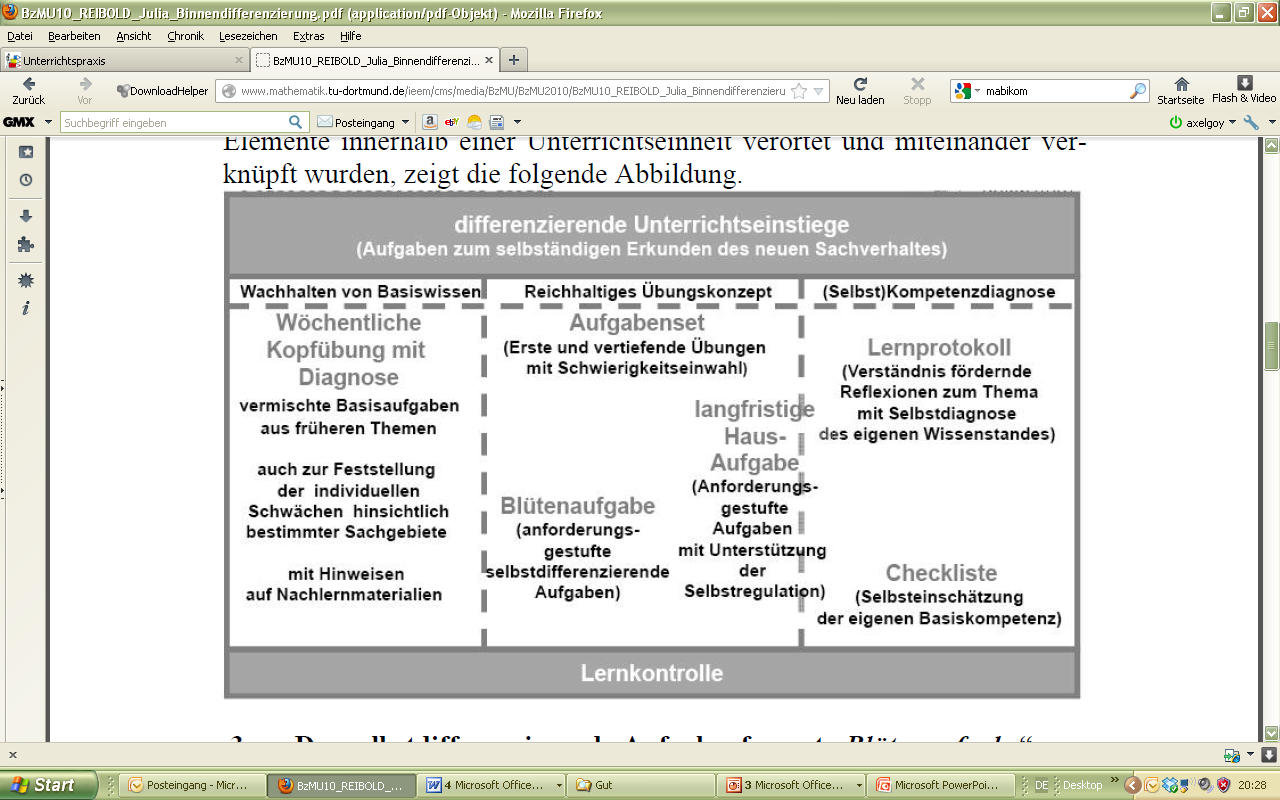 BzMU10_REIBOLD_Julia_Binnendifferenzierung.pdf (application/pdf-Objekt) - Mozilla Firefox
Datei Bearbeiten Ansicht Chronik Lesezeichen Extras Hilfe
Unterrichtspraxis
BzMU10_REIBOLD_Julia_Binnendifferenzi...
Zurück
Vor
DownloadHelper
www.mathematik.tu-dortmund.de/ieem/cms/media/BzMU/BzMU2010/BzMU10_REIBOLD_Julia_Binnendifferenzieru
Neu laden
Stopp
mabikom
Startseite
Flash & Video
GMX
Suchbegriff eingeben
Posteingang
axelgoy
Elemente innerhalb einer Unterrichtseinheit verortet und miteinander ver-
knüpft wurden, zeigt die folgende Abbildung.
differenzierende Unterrichtseinstiege
(Aufgaben zum selbständigen Erkunden des neuen Sachverhaltes)
Wachhalten von Basiswissen
Wöchentliche
Kopfübung mit
Diagnose
vermischte Basisaufgaben
aus früheren Themen
auch zur Feststellung
der individuellen
Schwächen hinsichtlich
bestimmter Sachgebiete
mit Hinweisen
auf Nachlernmaterialien
Reichhaltiges Übungskonzept
Aufgabenset
(Erste und vertiefende Übungen
mit Schwierigkeitseinwahl)
Blütenaufgabe
(anforderungs-
gestufte
selbstdifferenzierende
Aufgaben)
langfristige
Haus-
Aufgabe
(Anforderungs-
gestufte
Aufgaben
mit Unterstützung
der
Selbstregulation)
(Selbst)Kompetenzdiagnose
Lernprotokoll
(Verständnis fördernde
Reflexionen zum Thema
mit Selbstdiagnose
des eigenen Wissenstandes)
Checkliste
(Selbsteinschätzung
der eigenen Basiskompetenz)
Lernkontrolle
Start
Posteingang - Micr...
BzMU10_REIBOLD_...
4 Microsoft Office...
Gut
3 Microsoft Office...
Microsoft PowerPoin...
DE
Desktop
20:28